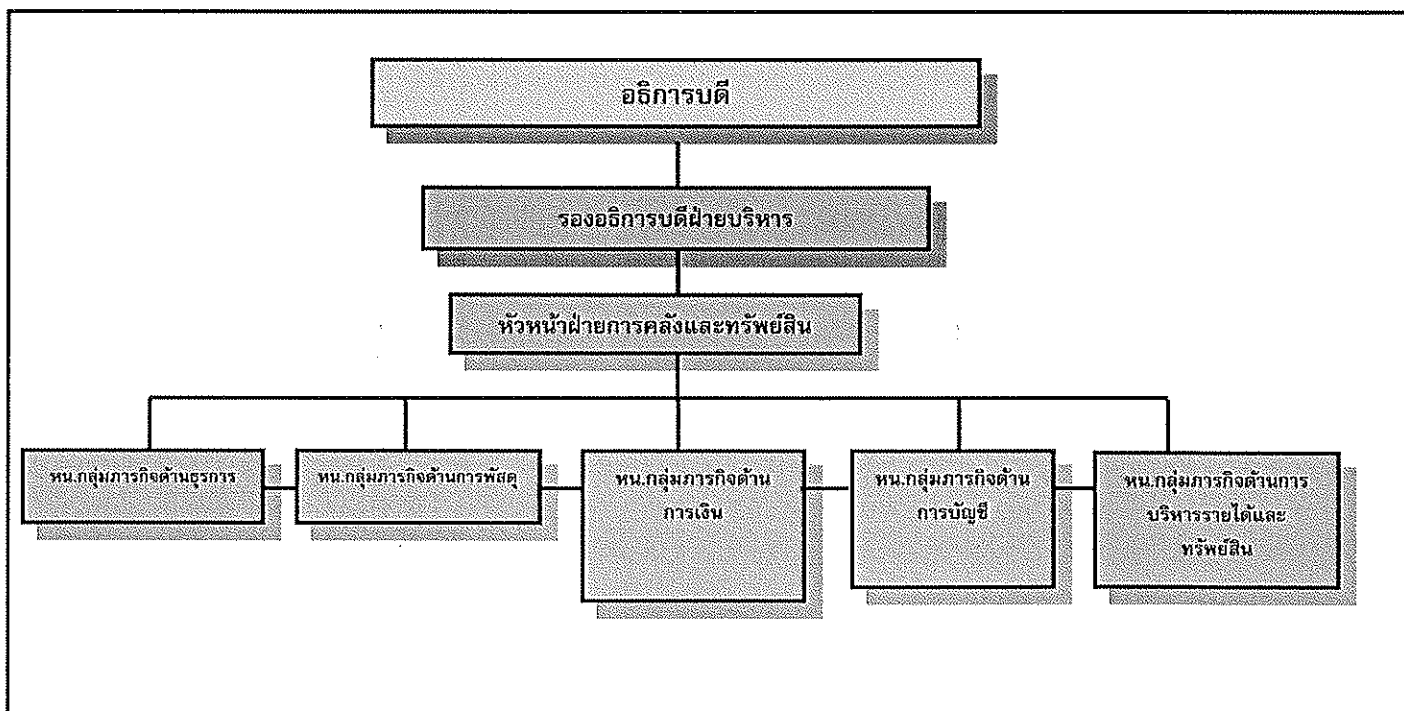 อธิการบดี
รองอธิการบดีฝ่ายบริหาร
หัวหน้าฝ่ายการคลังและทรัพย์สิน
หน.กลุ่มภารกิจด้านธุรการ
หน.กลุ่มภารกิจด้านการพัสดุ
หน.กลุ่มภารกิจด้าน
การเงิน
หน.กลุ่มภารกิจด้าน
การบัญชี
หน.กลุ่มภารกิจด้านการ
บริหารรายได้และ
ทรัพย์สิน